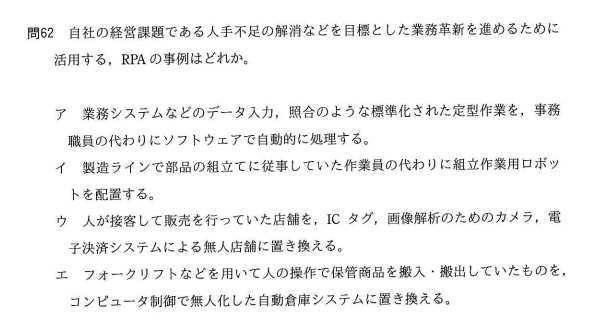 問62 自社の経営課題である人手不足の解消などを目標とした業務革新を進めるために
活用する，RPAの事例はどれか。
ア 業務システムなどのデータ入力，照合のような標準化された定型作業を，事務
職員の代わりにソフトウェアで自動的に処理する。
イ 製造ラインで部品の組立てに従事していた作業員の代わりに組立作業用ロボッ
トを配置する。
ウ 人が接客して販売を行っていた店舗を，IC タグ，画像解析のためのカメラ，電
子決済システムによる無人店舗に置き換える。
エ フォークリフトなどを用いて人の操作で保管商品を搬入・搬出していたものを，
コンピュータ制御で無人化した自動倉庫システムに置き換える。